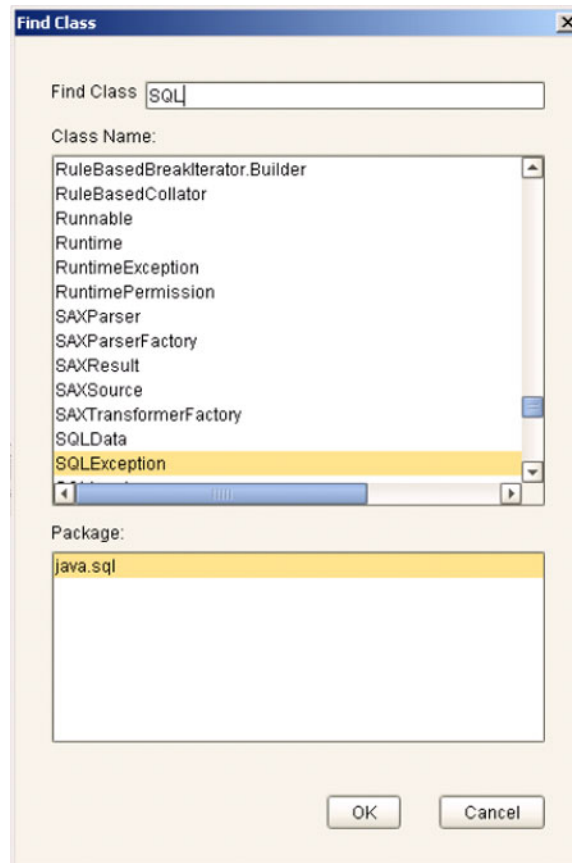 Find Class
Find Class SQL
Class Name:
RuleBasedBreakIterator.Builder
RuleBasedCollator
Runnable
Runtime
RuntimeException
RuntimePermission
SAXParser
SAXParserFactory
SAXResult
SAXSource
SAXTransformerFactory
SQLData
SQLException
Package:
java.sql
OK Cancel